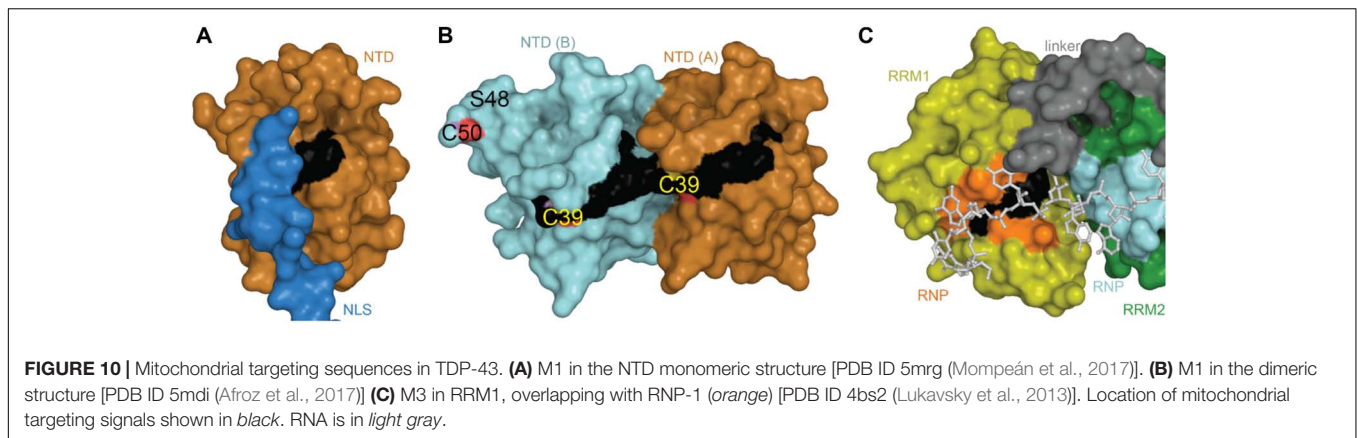 A
NTD
NLS
B
NTD (B)
NTD (A)
S48
C50
C39
C39
C
RRM1
linker
RNP
RNP
RRM2
FIGURE 10 | Mitochondrial targeting sequences in TDP-43. (A) M1 in the NTD monomeric structure [PDB ID 5mrg (Mompeán et al., 2017)]. (B) M1 in the dimeric
structure [PDB ID 5mdi (Afroz et al., 2017)] (C) M3 in RRM1, overlapping with RNP-1 (orange) [PDB ID 4bs2 (Lukavsky et al., 2013)]. Location of mitochondrial
targeting signals shown in black. RNA is in light gray.